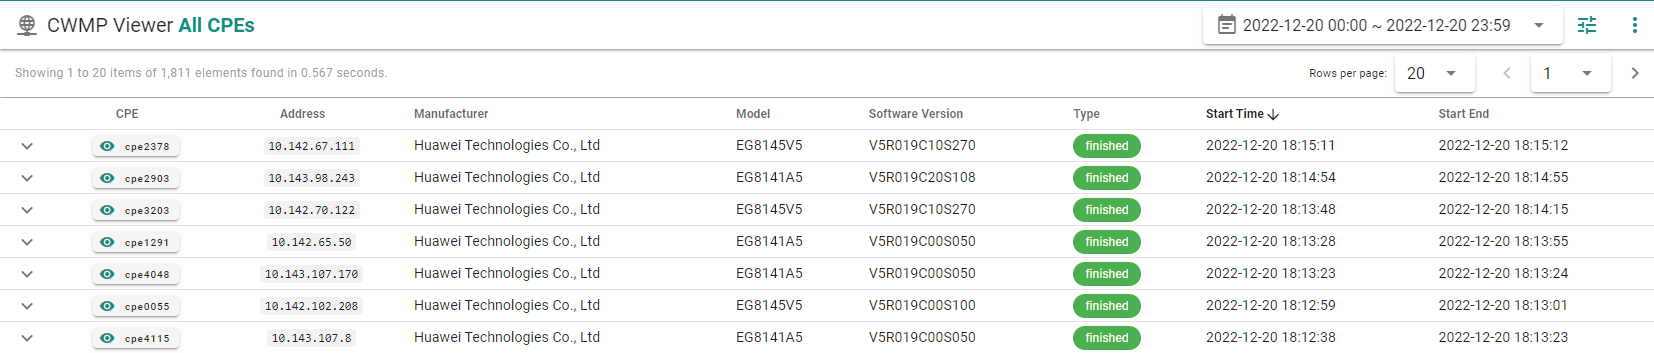 CWMP Viewer All CPEs
2022-12-20 00:00 ~ 2022-12-20 23:59
Showing 1 to 20 items of 1,811 elements found in 0.567 seconds.
Rows per page: 20 1
CPE Address Manufacturer Model Software Version Type Start Time Start End
cpe2378 10.142.67.111 Huawei Technologies Co., Ltd EG8145V5 V5R019C10S270 finished 2022-12-20 18:15:11 2022-12-20 18:15:12
cpe2903 10.143.98.243 Huawei Technologies Co., Ltd EG8141A5 V5R019C20S108 finished 2022-12-20 18:14:54 2022-12-20 18:14:55
cpe3203 10.142.70.122 Huawei Technologies Co., Ltd EG8145V5 V5R019C10S270 finished 2022-12-20 18:13:48 2022-12-20 18:14:15
cpe1291 10.142.65.50 Huawei Technologies Co., Ltd EG8141A5 V5R019C00S050 finished 2022-12-20 18:13:28 2022-12-20 18:13:55
cpe4048 10.143.107.170 Huawei Technologies Co., Ltd EG8141A5 V5R019C00S050 finished 2022-12-20 18:13:23 2022-12-20 18:13:24
cpe0055 10.142.102.208 Huawei Technologies Co., Ltd EG8145V5 V5R019C00S100 finished 2022-12-20 18:12:59 2022-12-20 18:13:01
cpe4115 10.143.107.8 Huawei Technologies Co., Ltd EG8141A5 V5R019C00S050 finished 2022-12-20 18:12:38 2022-12-20 18:13:23